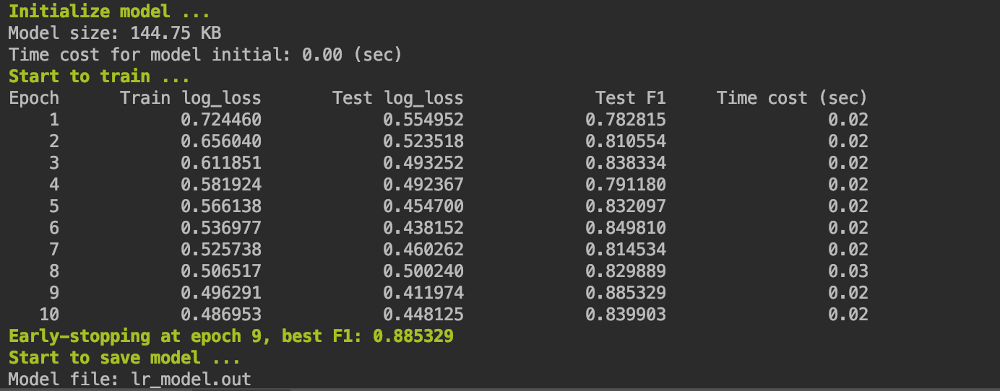 Initialize model ...
Model size: 144.75 KB
Time cost for model initial: 0.00 (sec)
Start to train ...
Epoch Train log_loss Test log_loss Test F1 Time cost (sec)
1 0.724460 0.554952 0.782815 0.02
2 0.656040 0.523518 0.810554 0.02
3 0.611851 0.493252 0.838334 0.02
4 0.581924 0.492367 0.791180 0.02
5 0.566138 0.454700 0.832097 0.02
6 0.536977 0.438152 0.849810 0.02
7 0.525738 0.460262 0.814534 0.02
8 0.506517 0.500240 0.829889 0.03
9 0.496291 0.411974 0.885329 0.02
10 0.486953 0.448125 0.839903 0.02
Early-stopping at epoch 9, best F1: 0.885329
Start to save model ...
Model file: lr_model.out